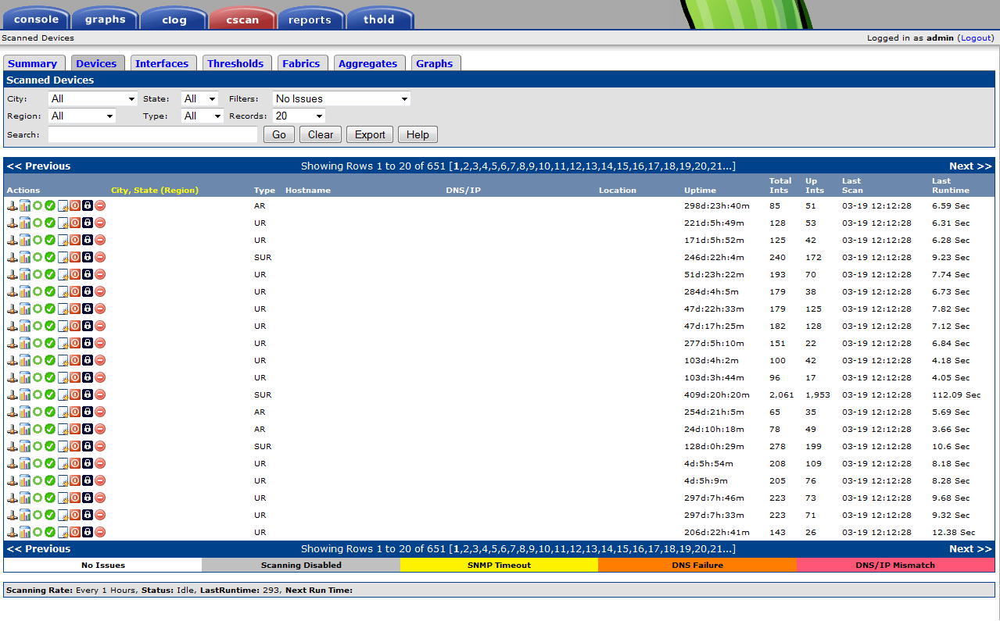 console graphs clog cscan reports thold
Scanned Devices Logged in as admin (Logout)
Summary Devices Interfaces Thresholds Fabrics Aggregates Graphs
Scanned Devices
City: All State: All Filters: No Issues
Region: All Type: All Records: 20
Search: Go Clear Export Help
<< Previous Showing Rows 1 to 20 of 651 [1,2,3,4,5,6,7,8,9,10,11,12,13,14,15,16,17,18,19,20,21...] Next >>
Actions City, State (Region) Type Hostname DNS/IP Location Uptime Total Ints Up Ints Last Scan Last Runtime
AR 298d:23h:40m 85 51 03-19 12:12:28 6.59 Sec
UR 221d:5h:49m 128 53 03-19 12:12:28 6.31 Sec
UR 171d:5h:52m 125 42 03-19 12:12:28 6.28 Sec
SUR 246d:22h:4m 240 172 03-19 12:12:28 9.23 Sec
UR 51d:23h:22m 193 70 03-19 12:12:28 7.74 Sec
UR 284d:4h:5m 179 38 03-19 12:12:28 6.73 Sec
UR 47d:22h:33m 179 125 03-19 12:12:28 7.82 Sec
UR 47d:17h:25m 182 128 03-19 12:12:28 7.12 Sec
UR 277d:5h:10m 151 22 03-19 12:12:28 6.84 Sec
UR 103d:4h:2m 100 42 03-19 12:12:28 4.18 Sec
UR 103d:3h:44m 96 17 03-19 12:12:28 4.05 Sec
SUR 409d:20h:20m 2,061 1,953 03-19 12:12:28 112.09 Sec
AR 254d:21h:5m 65 35 03-19 12:12:28 5.69 Sec
AR 24d:10h:18m 78 49 03-19 12:12:28 3.66 Sec
SUR 128d:0h:29m 278 199 03-19 12:12:28 10.6 Sec
UR 4d:5h:54m 208 109 03-19 12:12:28 8.18 Sec
UR 4d:5h:9m 205 76 03-19 12:12:28 8.28 Sec
UR 297d:7h:46m 223 73 03-19 12:12:28 9.68 Sec
UR 297d:7h:33m 223 71 03-19 12:12:28 9.32 Sec
UR 206d:22h:41m 143 26 03-19 12:12:28 12.38 Sec
<< Previous Showing Rows 1 to 20 of 651 [1,2,3,4,5,6,7,8,9,10,11,12,13,14,15,16,17,18,19,20,21...] Next >>
No Issues Scanning Disabled SNMP Timeout DNS Failure DNS/IP Mismatch
Scanning Rate: Every 1 Hours, Status: Idle, LastRuntime: 293, Next Run Time: